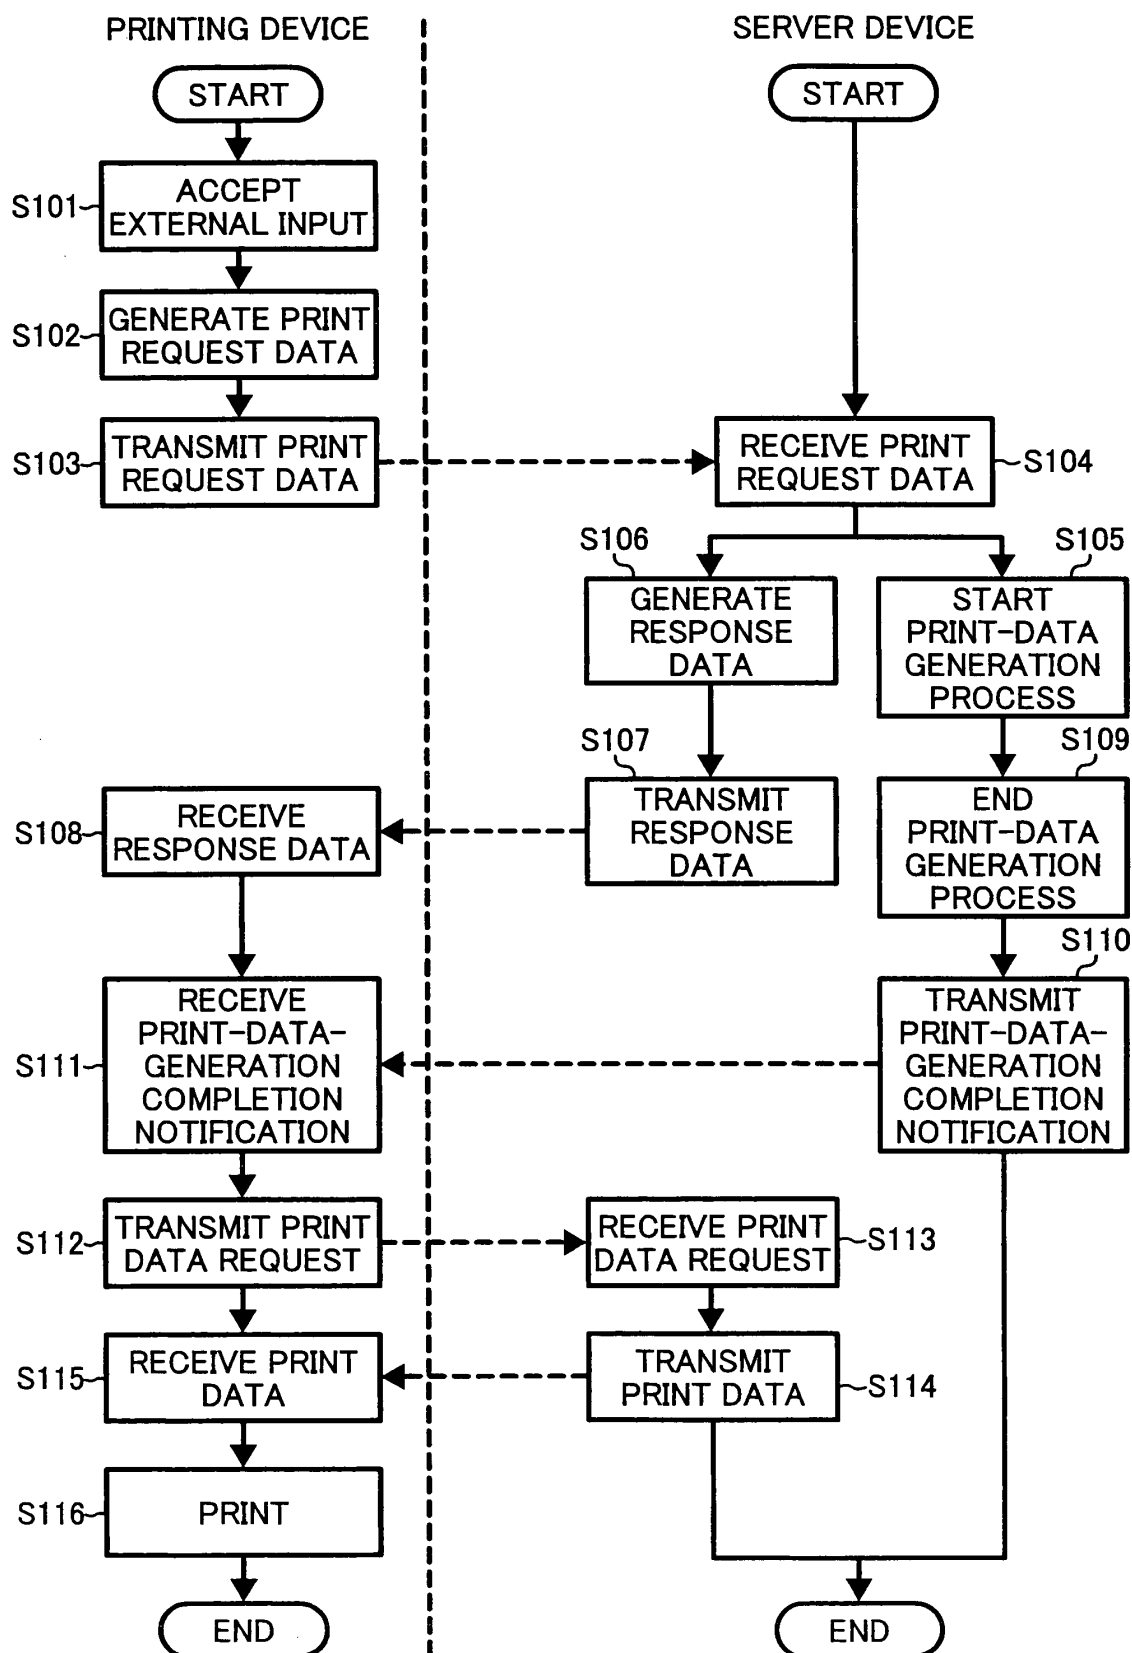 PRINTING DEVICE
SERVER DEVICE
START
START
S101
ACCEPT
EXTERNAL INPUT
S102
GENERATE PRINT
REQUEST DATA
S103
TRANSMIT PRINT
REQUEST DATA
RECEIVE PRINT
REQUEST DATA
S104
S106
GENERATE
RESPONSE
DATA
S105
START
PRINT-DATA
GENERATION
PROCESS
S107
TRANSMIT
RESPONSE
DATA
S109
END
PRINT-DATA
GENERATION
PROCESS
S108
RECEIVE
RESPONSE DATA
S110
TRANSMIT
PRINT-DATA-
GENERATION
COMPLETION
NOTIFICATION
S111
RECEIVE
PRINT-DATA-
GENERATION
COMPLETION
NOTIFICATION
S112
TRANSMIT PRINT
DATA REQUEST
RECEIVE PRINT
DATA REQUEST
S113
S115
RECEIVE PRINT
DATA
TRANSMIT
PRINT DATA
S114
S116
PRINT
END
END